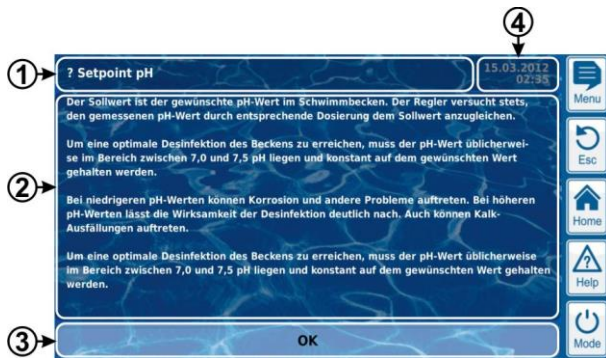 4
1
? Setpoint pH
15.03.2012
02:35
Menu
Der Sollwert ist der gewünschte pH-Wert im Schwimmbecken. Der Regler versucht stets,
den gemessenen pH-Wert durch entsprechende Dosierung dem Sollwert anzugleichen.
Um eine optimale Desinfektion des Beckens zu erreichen, muss der pH-Wert üblicherwei-
se im Bereich zwischen 7,0 und 7,5 pH liegen und konstant auf dem gewünschten Wert
gehalten werden.
Esc
2
Bei niedrigeren pH-Werten können Korrosion und andere Probleme auftreten. Bei höheren
pH-Werten lässt die Wirksamkeit der Desinfektion deutlich nach. Auch können Kalk-
Ausfällungen auftreten.
Home
Um eine optimale Desinfektion des Beckens zu erreichen, muss der pH-Wert üblicherweise
im Bereich zwischen 7,0 und 7,5 pH liegen und konstant auf dem gewünschten Wert gehalten
werden.
?
Help
3
OK
Mode